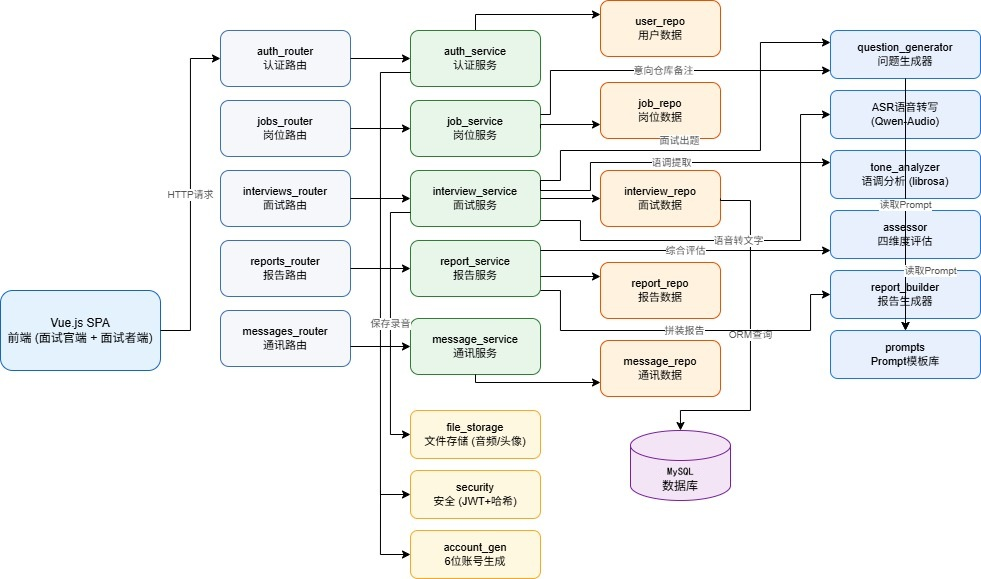 Vue.js SPA
前端 (面试官端 + 面试者端)
HTTP请求
auth_router
认证路由
jobs_router
岗位路由
interviews_router
面试路由
reports_router
报告路由
messages_router
通讯路由
auth_service
认证服务
job_service
岗位服务
interview_service
面试服务
report_service
报告服务
保存录音
message_service
通讯服务
file_storage
文件存储 (音频/头像)
security
安全 (JWT+哈希)
account_gen
6位账号生成
user_repo
用户数据
意向仓库备注
job_repo
岗位数据
面试出题
语调提取
interview_repo
面试数据
语音转文字
综合评估
report_repo
报告数据
拼装报告
ORM查询
message_repo
通讯数据
MySQL
数据库
question_generator
问题生成器
ASR语音转写
(Qwen-Audio)
tone_analyzer
语调分析 (librosa)
读取Prompt
assessor
四维度评估
读取Prompt
report_builder
报告生成器
prompts
Prompt模板库